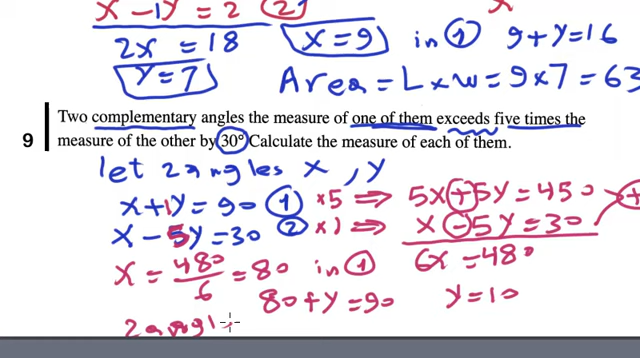 x - 1y = 2 ②
2x = 18 x = 9 in ① 9 + y = 16
y = 7 Area = L x w = 9 x 7 = 63
9 Two complementary angles the measure of one of them exceeds five times the
measure of the other by 30° Calculate the measure of each of them.
let 2 angles x , y
x + 1y = 90 ① x5 ⇒ 5x + 5y = 450
x - 5y = 30 ② x1 ⇒ x - 5y = 30 +
x = 480/6 = 80 in ① 6x = 480
80 + y = 90 y = 10
2 angl